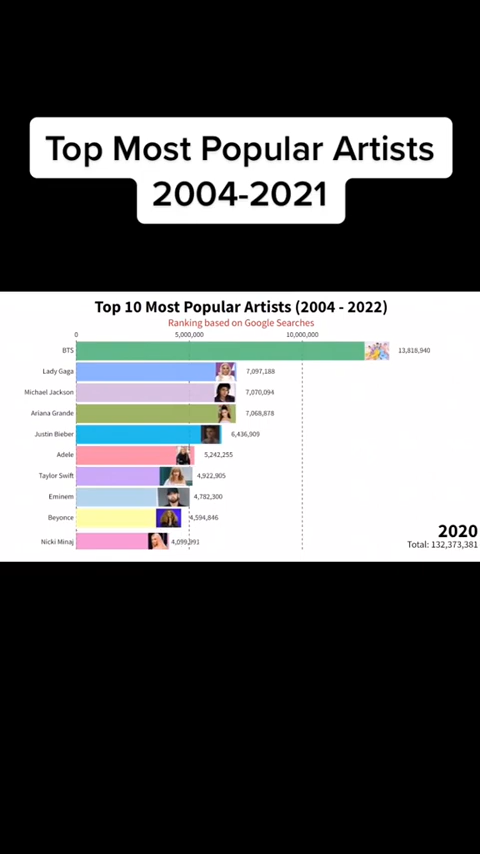 Top Most Popular Artists
2004-2021
Top 10 Most Popular Artists (2004 - 2022)
Ranking based on Google Searches
0 5,000,000 10,000,000
BTS 13,818,940
Lady Gaga 7,097,188
Michael Jackson 7,070,094
Ariana Grande 7,068,878
Justin Bieber 6,436,909
Adele 5,242,255
Taylor Swift 4,922,905
Eminem 4,782,300
Beyonce 4,594,846
Nicki Minaj 4,099,991
2020
Total: 132,373,381